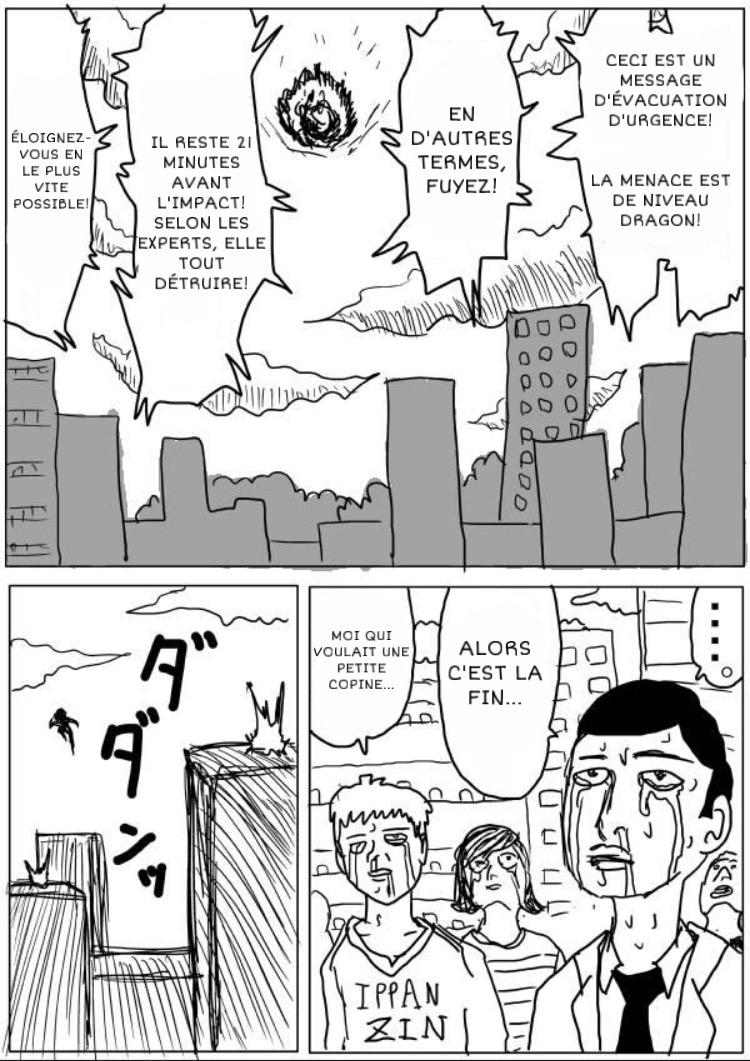 CECI EST UN
MESSAGE
D'ÉVACUATION
D'URGENCE!
LA MENACE EST
DE NIVEAU
DRAGON!
EN
D'AUTRES
TERMES,
FUYEZ!
IL RESTE 21
MINUTES
AVANT
L'IMPACT!
SELON LES
EXPERTS, ELLE
TOUT
DÉTRUIRE!
ÉLOIGNEZ-
VOUS EN
LE PLUS
VITE
POSSIBLE!
....
ALORS
C'EST LA
FIN...
MOI QUI
VOULAIT UNE
PETITE
COPINE...
IPPAN
ZIN
ダダンッ